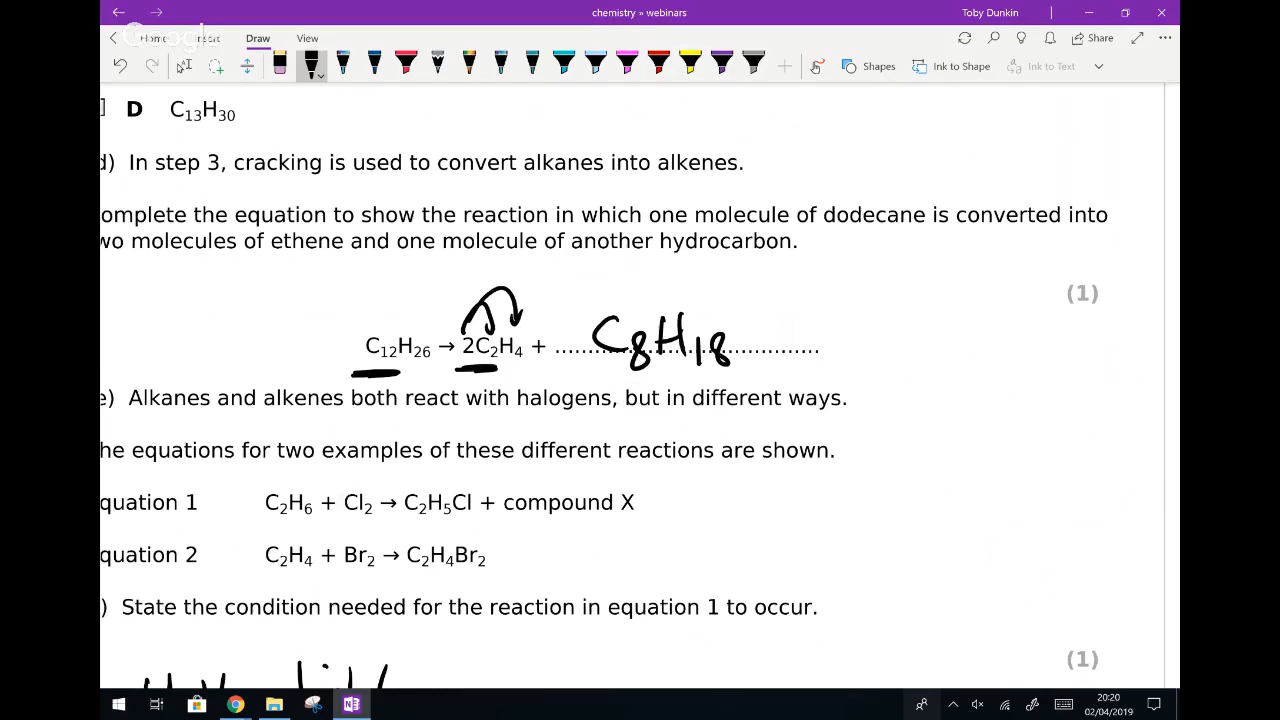 chemistry » webinars
Toby Dunkin
Google
Home Insert Draw View
Share
Shapes
Ink to Shape
Ink to Text
] D C₁₃H₃₀
d) In step 3, cracking is used to convert alkanes into alkenes.
omplete the equation to show the reaction in which one molecule of dodecane is converted into
wo molecules of ethene and one molecule of another hydrocarbon.
(1)
C₁₂H₂₆ → 2C₂H₄ + ........................................ C8H18
e) Alkanes and alkenes both react with halogens, but in different ways.
he equations for two examples of these different reactions are shown.
quation 1 C₂H₆ + Cl₂ → C₂H₅Cl + compound X
quation 2 C₂H₄ + Br₂ → C₂H₄Br₂
) State the condition needed for the reaction in equation 1 to occur.
(1)
20:20
02/04/2019